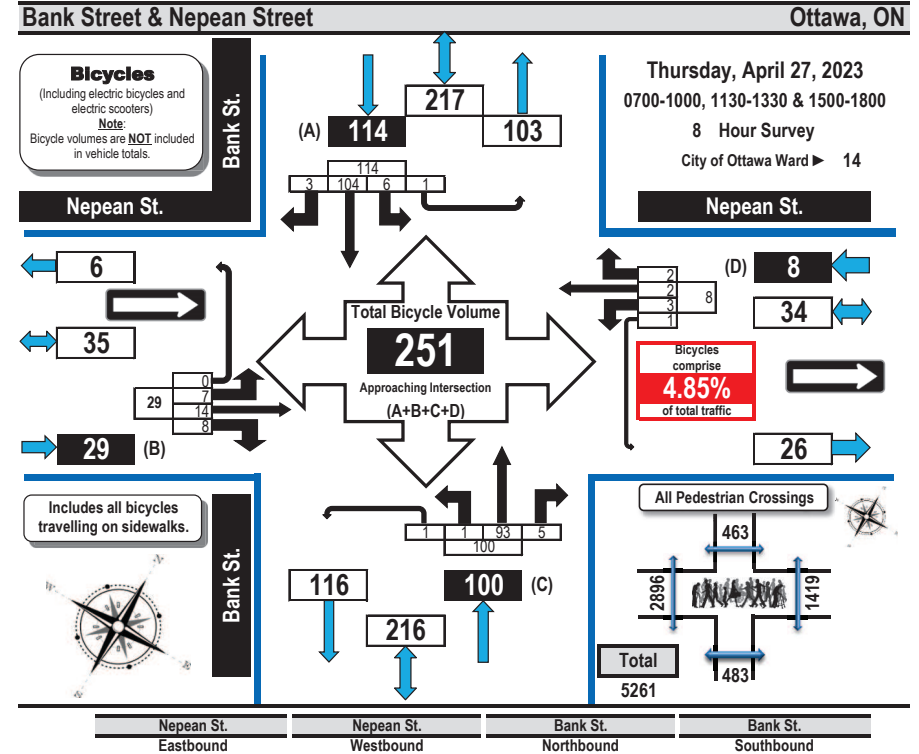 Bank Street & Nepean Street
Ottawa, ON
Bicycles
(Including electric bicycles and
electric scooters)
Note:
Bicycle volumes are NOT included
in vehicle totals.
Bank St.
Nepean St.
217
(A) 114
103
114
3 104 6 1
Thursday, April 27, 2023
0700-1000, 1130-1330 & 1500-1800
8 Hour Survey
City of Ottawa Ward ► 14
Nepean St.
6
35
29
0
7
14
8
29 (B)
Total Bicycle Volume
251
Approaching Intersection
(A+B+C+D)
2
2
3
1
8
(D) 8
34
Bicycles
comprise
4.85%
of total traffic
26
Includes all bicycles
travelling on sidewalks.
Bank St.
N
E
S
W
1 1 93 5
100
116
100 (C)
216
All Pedestrian Crossings
463
2896
1419
483
Total
5261
Nepean St. Nepean St. Bank St. Bank St.
Eastbound Westbound Northbound Southbound